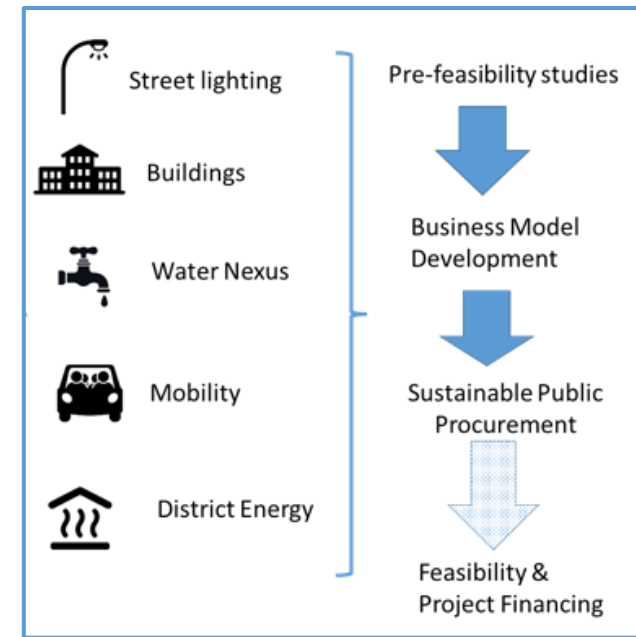 Street lighting
Buildings
Water Nexus
Mobility
District Energy
Pre-feasibility studies
Business Model
Development
Sustainable Public
Procurement
Feasibility &
Project Financing